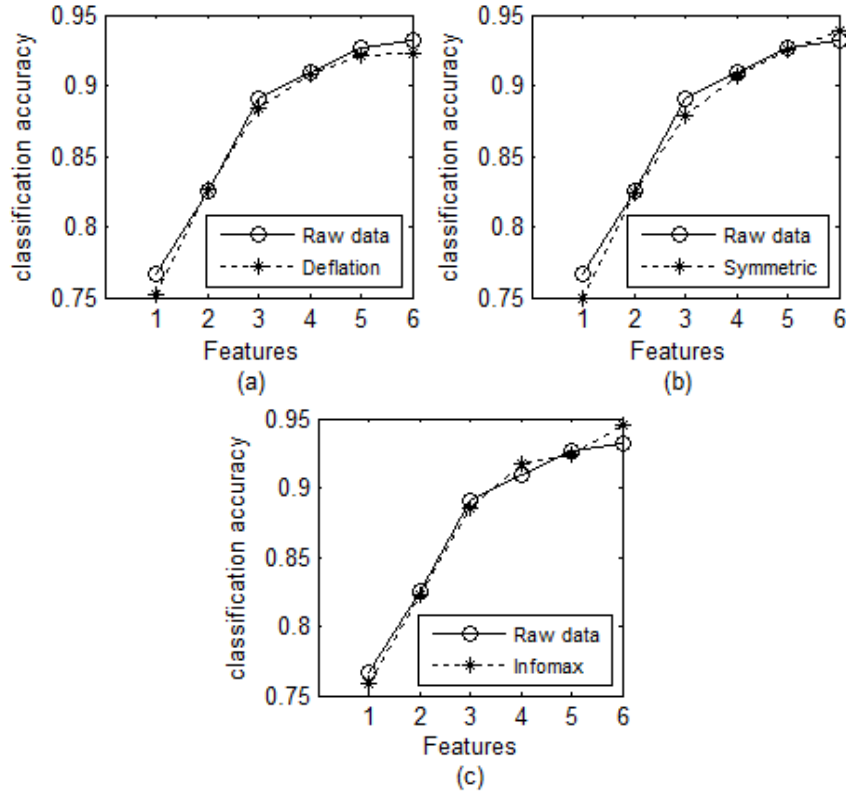 0.95
0.9
0.85
0.8
0.75
classification accuracy
Raw data
Deflation
1 2 3 4 5 6
Features
(a)
0.95
0.9
0.85
0.8
0.75
classification accuracy
Raw data
Symmetric
1 2 3 4 5 6
Features
(b)
0.95
0.9
0.85
0.8
0.75
classification accuracy
Raw data
Infomax
1 2 3 4 5 6
Features
(c)